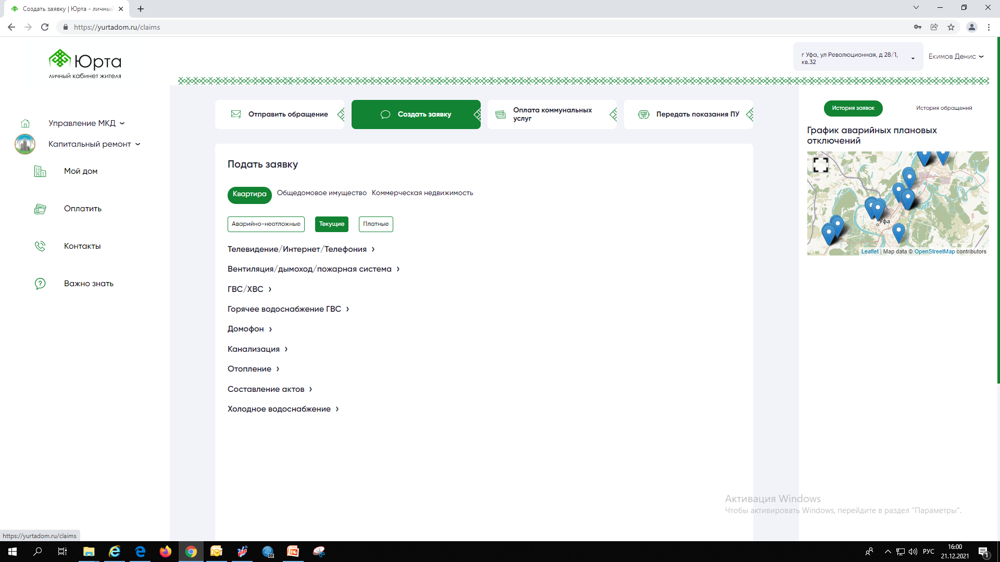 Создать заявку | Юрта - личный
https://yurtadom.ru/claims
Юрта
личный кабинет жителя
г Уфа, ул Революционная, д 28/1,
кв.32
Екимов Денис
Управление МКД
Капитальный ремонт
Мой дом
Оплатить
Контакты
Важно знать
Отправить обращение
Создать заявку
Оплата коммунальных
услуг
Передать показания ПУ
Подать заявку
Квартира
Общедомовое имущество
Коммерческая недвижимость
Аварийно-неотложные
Текущие
Платные
Телевидение/Интернет/Телефония
Вентиляция/дымоход/пожарная система
ГВС/ХВС
Горячее водоснабжение ГВС
Домофон
Канализация
Отопление
Составление актов
Холодное водоснабжение
История заявок
История обращений
График аварийных плановых
отключений
Уфа
Leaflet | Map data © OpenStreetMap contributors
Активация Windows
Чтобы активировать Windows, перейдите в раздел "Параметры".
https://yurtadom.ru/claims
РУС
16:00
21.12.2021
1